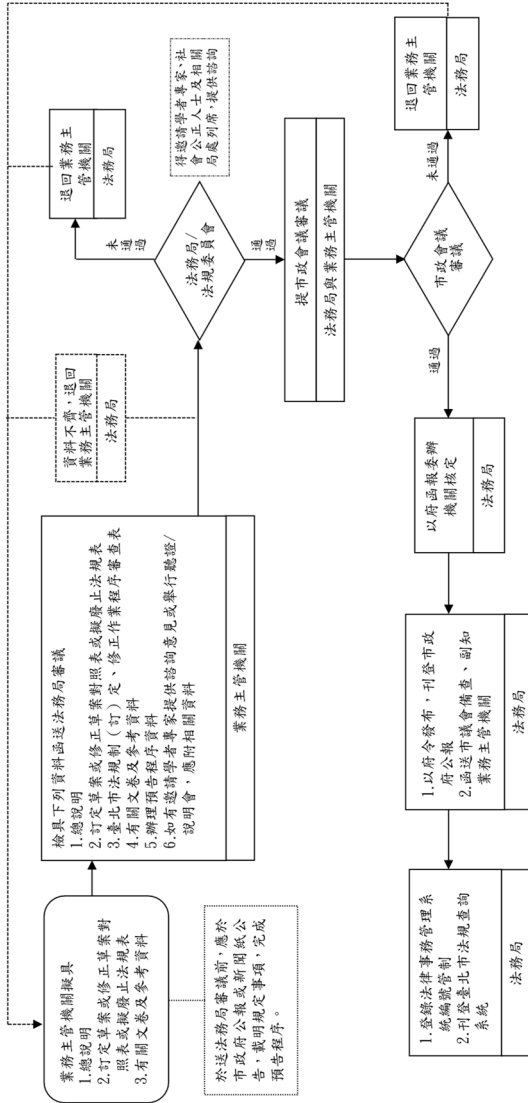 業務主管機關擬具
1.總說明
2.訂定草案或修正草案對
照表或擬廢止法規表
3.有關文卷及參考資料
於送法務局審議前，應於
市政府公報或新聞紙公
告，載明規定事項，完成
預告程序。
檢具下列資料函送法務局審議
1.總說明
2.訂定草案或修正草案對照表或擬廢止法規表
3.臺北市法規制（訂）定、修正作業程序審查表
4.有關文卷及參考資料
5.辦理預告程序資料
6.如有邀請學者專家提供諮詢意見或舉行聽證/
說明會，應附相關資料
業務主管機關
資料不齊，退回
業務主管機關
法務局
法務局/
法規委員會
未通過
退回業務主
管機關
法務局
得邀請學者專家、社
會公正人士及相關
局處列席，提供諮詢
通過
提市政會議審議
法務局與業務主管機關
市政會議
審議
未通過
退回業務主
管機關
法務局
通過
以府函報委辦
機關核定
法務局
1.以府令發布，刊登市政
府公報
2.函送市議會備查、副知
業務主管機關
法務局
1.登錄法律事務管理系
統編號管制
2.刊登臺北市法規查詢
系統
法務局